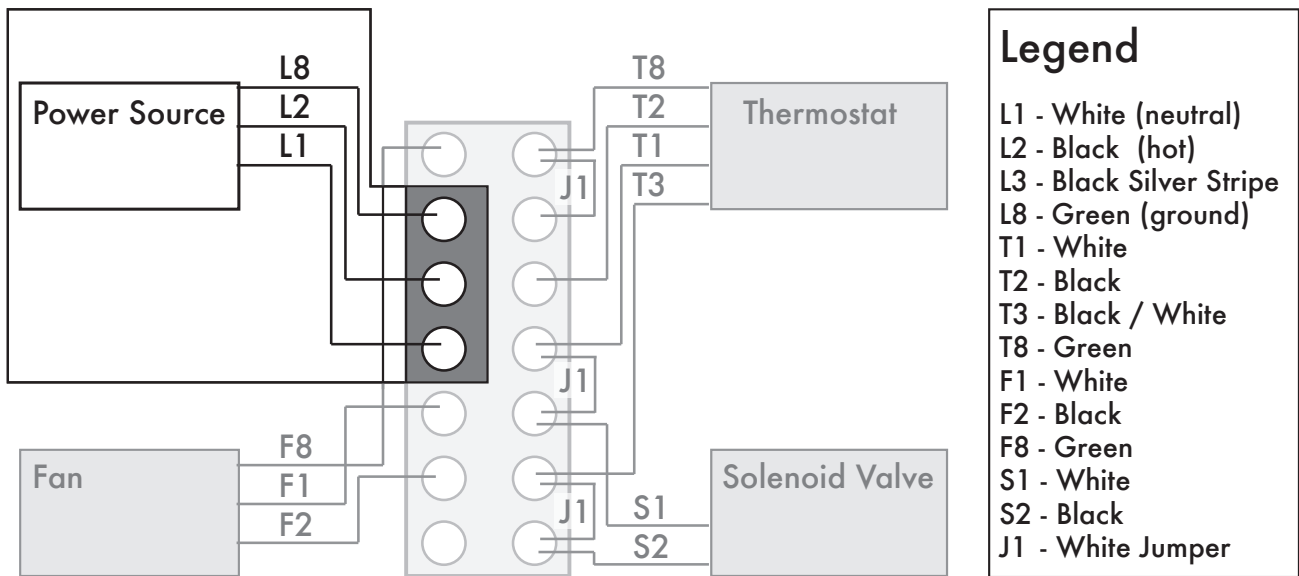 L8
L2
L1
Power Source
T8
T2
T1
T3
Thermostat
J1
J1
J1
F8
F1
F2
Fan
S1
S2
Solenoid Valve
Legend
L1 - White (neutral)
L2 - Black (hot)
L3 - Black Silver Stripe
L8 - Green (ground)
T1 - White
T2 - Black
T3 - Black / White
T8 - Green
F1 - White
F2 - Black
F8 - Green
S1 - White
S2 - Black
J1 - White Jumper